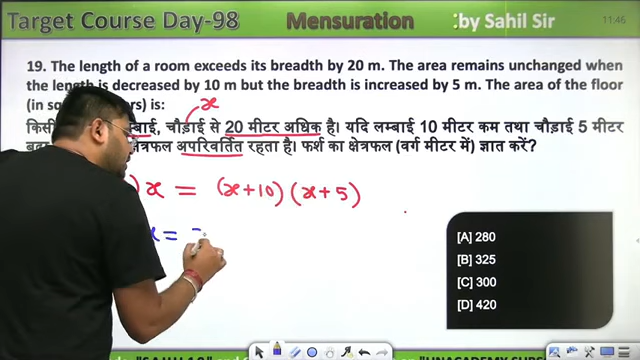 Target Course Day-98 Mensuration :by Sahil Sir 11:46
19. The length of a room exceeds its breadth by 20 m. The area remains unchanged when
the length is decreased by 10 m but the breadth is increased by 5 m. The area of the floor
(in sq is: x
किसी चौड़ाई से 20 मीटर अधिक है। यदि लम्बाई 10 मीटर कम तथा चौड़ाई 5 मीटर
अपरिवर्तित रहता है। फर्श का क्षेत्रफल (वर्ग मीटर में) ज्ञात करें?
) x = (x+10) (x+5)
x =
[A] 280
[B] 325
[C] 300
[D] 420